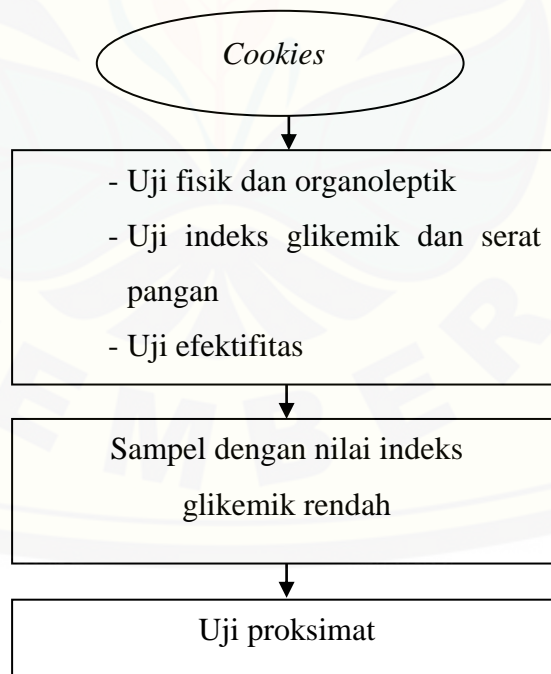 Cookies
- Uji fisik dan organoleptik
- Uji indeks glikemik dan serat
pangan
- Uji efektifitas
EMBER
Sampel dengan nilai indeks
glikemik rendah
Uji proksimat